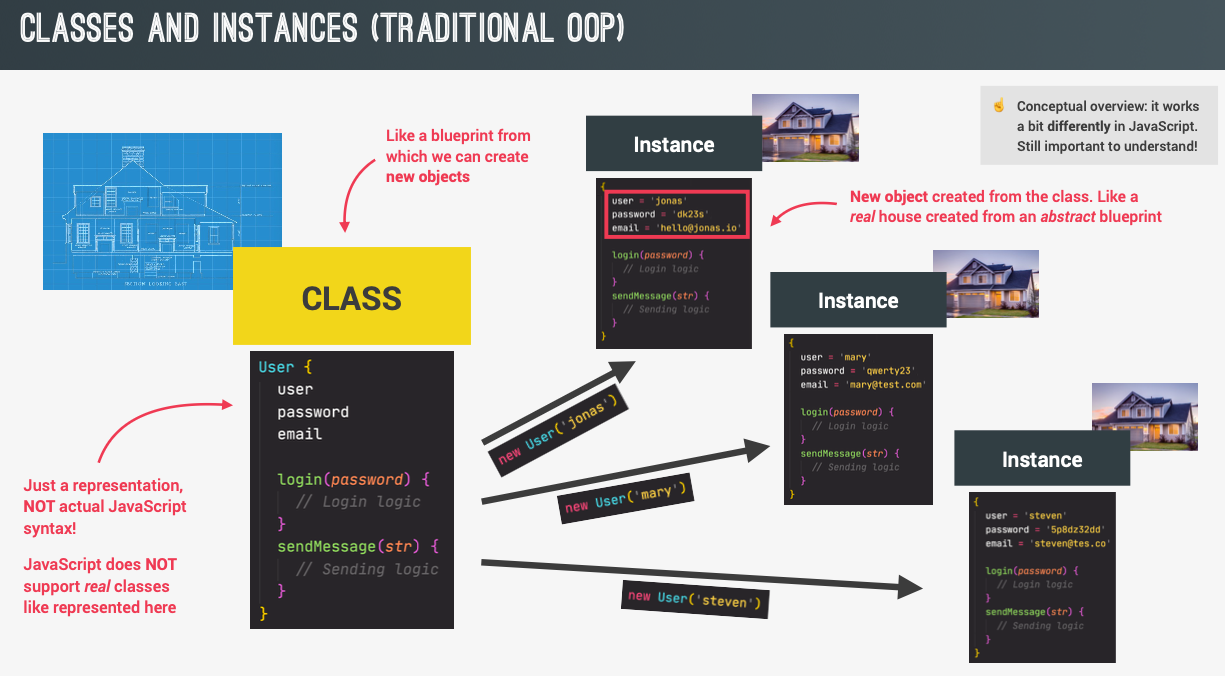 CLASSES AND INSTANCES (TRADITIONAL OOP)
☝️ Conceptual overview: it works
a bit differently in JavaScript.
Still important to understand!
Like a blueprint from
which we can create
new objects
CLASS
User {
user
password
email
login(password) {
// Login logic
}
sendMessage(str) {
// Sending logic
}
}
Just a representation,
NOT actual JavaScript
syntax!
JavaScript does NOT
support real classes
like represented here
new User('jonas')
new User('mary')
new User('steven')
Instance
{
user = 'jonas'
password = 'dk23s'
email = 'hello@jonas.io'
login(password) {
// Login logic
}
sendMessage(str) {
// Sending logic
}
}
New object created from the class. Like a
real house created from an abstract blueprint
Instance
{
user = 'mary'
password = 'qwerty23'
email = 'mary@test.com'
login(password) {
// Login logic
}
sendMessage(str) {
// Sending logic
}
}
Instance
{
user = 'steven'
password = '5p8dz32dd'
email = 'steven@tes.co'
login(password) {
// Login logic
}
sendMessage(str) {
// Sending logic
}
}